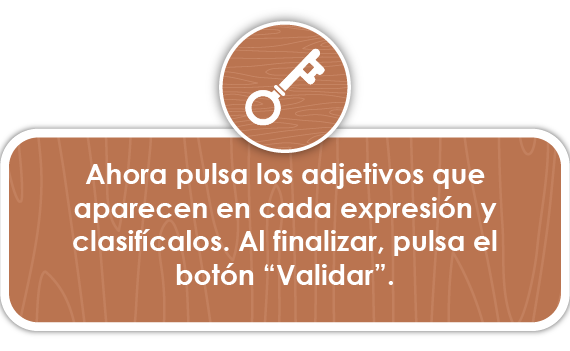 Ahora pulsa los adjetivos que
aparecen en cada expresión y
clasifícalos. Al finalizar, pulsa el
botón “Validar”.